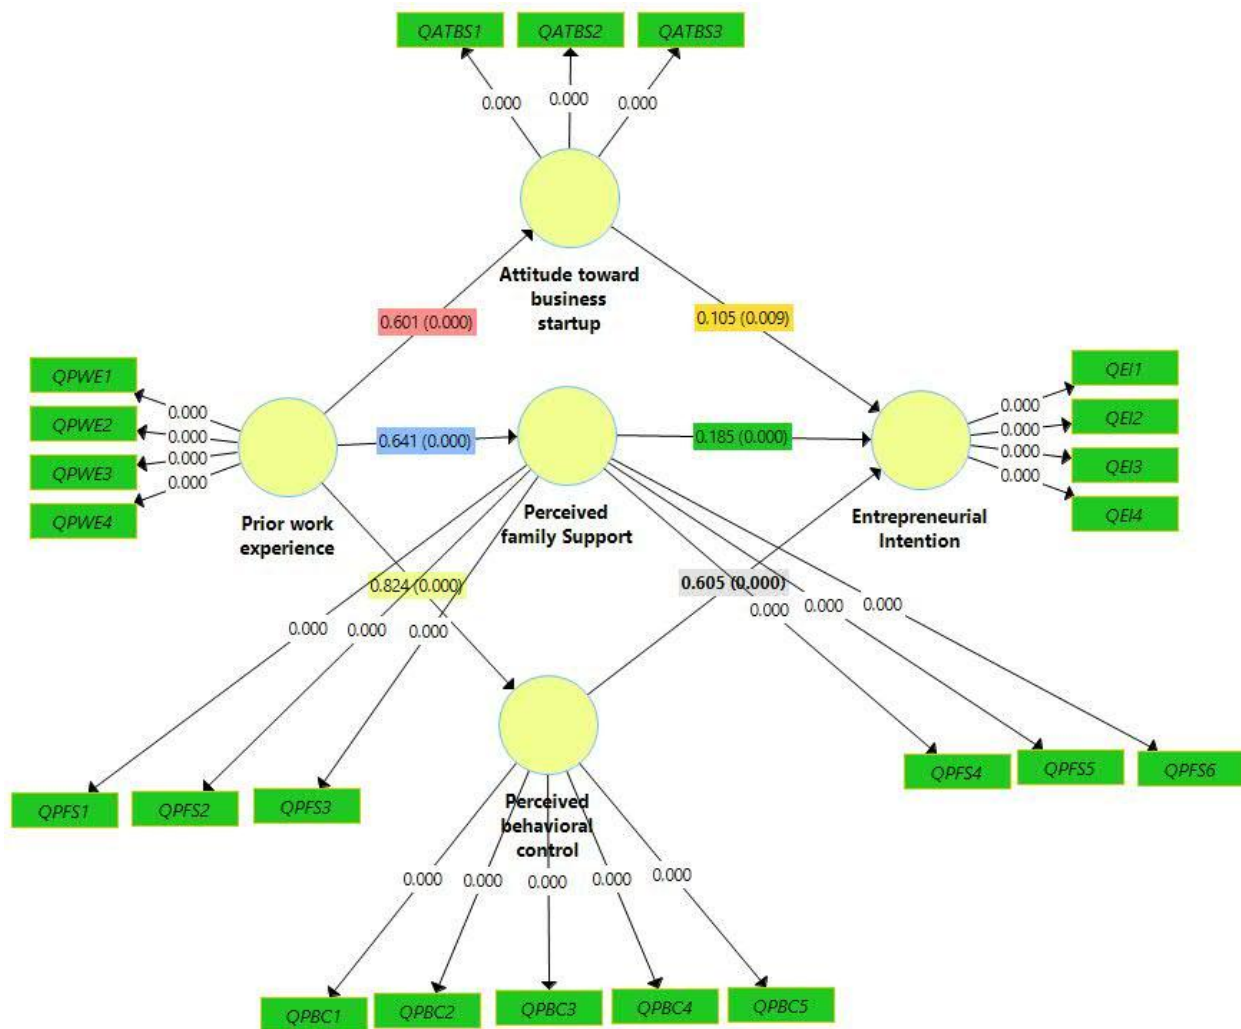 QATBS1
QATBS2
QATBS3
0.000
0.000
0.000
Attitude toward
business
startup
0.601 (0.000)
0.105 (0.009)
QPWE1
QPWE2
QPWE3
QPWE4
0.000
0.000
0.000
0.000
Prior work
experience
0.641 (0.000)
Perceived
family Support
0.185 (0.000)
Entrepreneurial
Intention
0.000
0.000
0.000
0.000
QEI1
QEI2
QEI3
QEI4
0.824 (0.000)
0.605 (0.000)
0.000
0.000
0.000
0.000
0.000
0.000
QPFS1
QPFS2
QPFS3
QPFS4
QPFS5
QPFS6
Perceived
behavioral
control
0.000
0.000
0.000
0.000
0.000
QPBC1
QPBC2
QPBC3
QPBC4
QPBC5